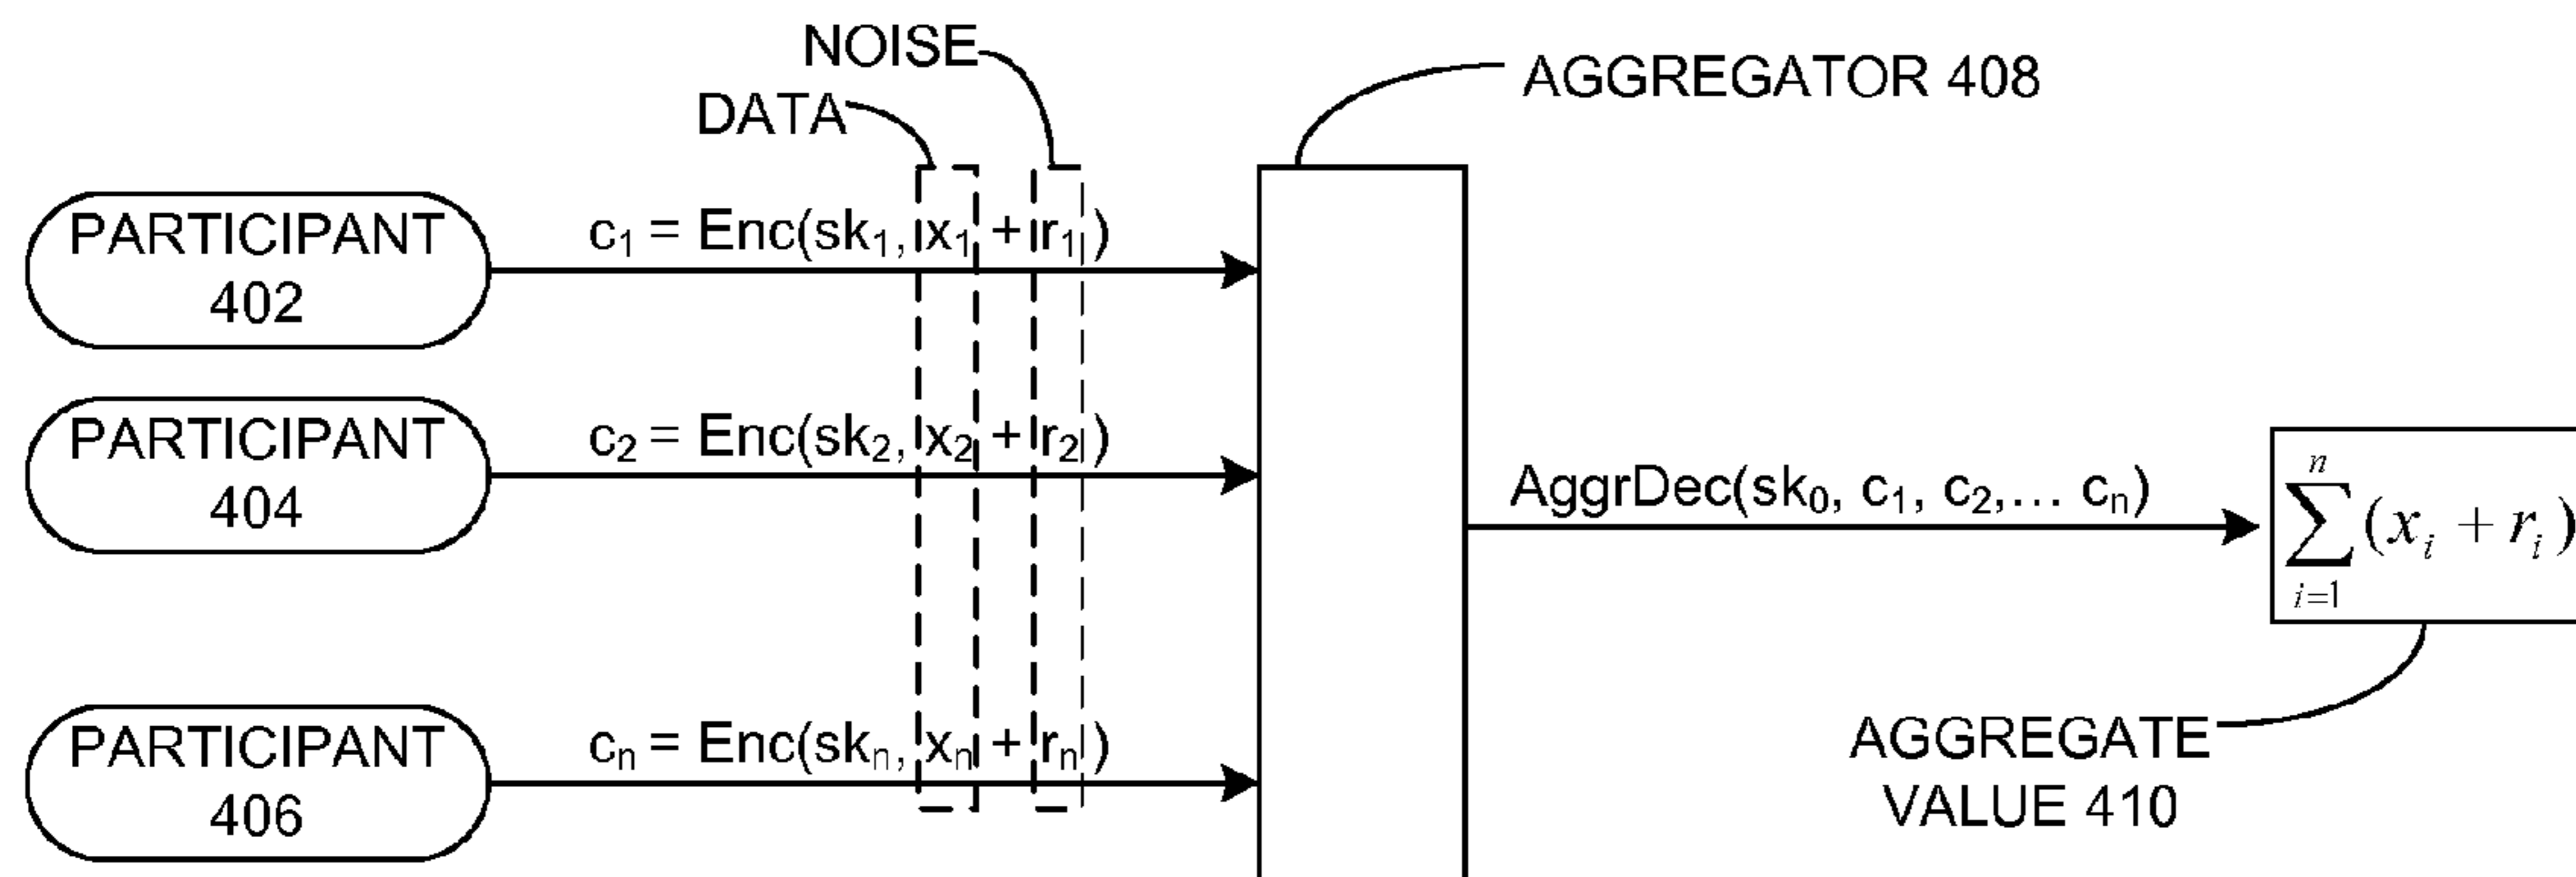 NOISE
DATA
AGGREGATOR 408
PARTICIPANT
402
c₁ = Enc(sk₁, x₁ + r₁)
PARTICIPANT
404
c₂ = Enc(sk₂, x₂ + r₂)
AggrDec(sk₀, c₁, c₂,... cₙ)
∑ⁿᵢ₌₁(xᵢ + rᵢ)
PARTICIPANT
406
cₙ = Enc(skₙ, xₙ + rₙ)
AGGREGATE
VALUE 410